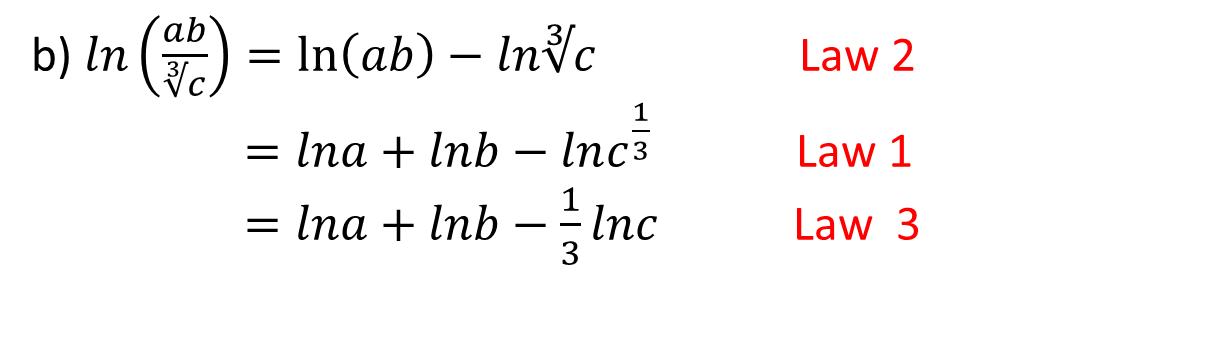 b) ln(ab/∛c) = ln(ab) − ln∛c Law 2
= lna + lnb − lnc^(1/3) Law 1
= lna + lnb − 1/3 lnc Law 3